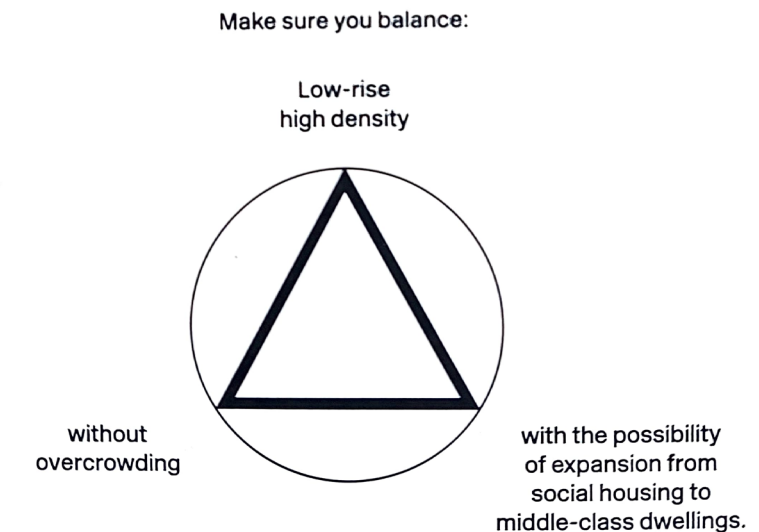 Make sure you balance:
Low-rise
high density
without
overcrowding
with the possibility
of expansion from
social housing to
middle-class dwellings.